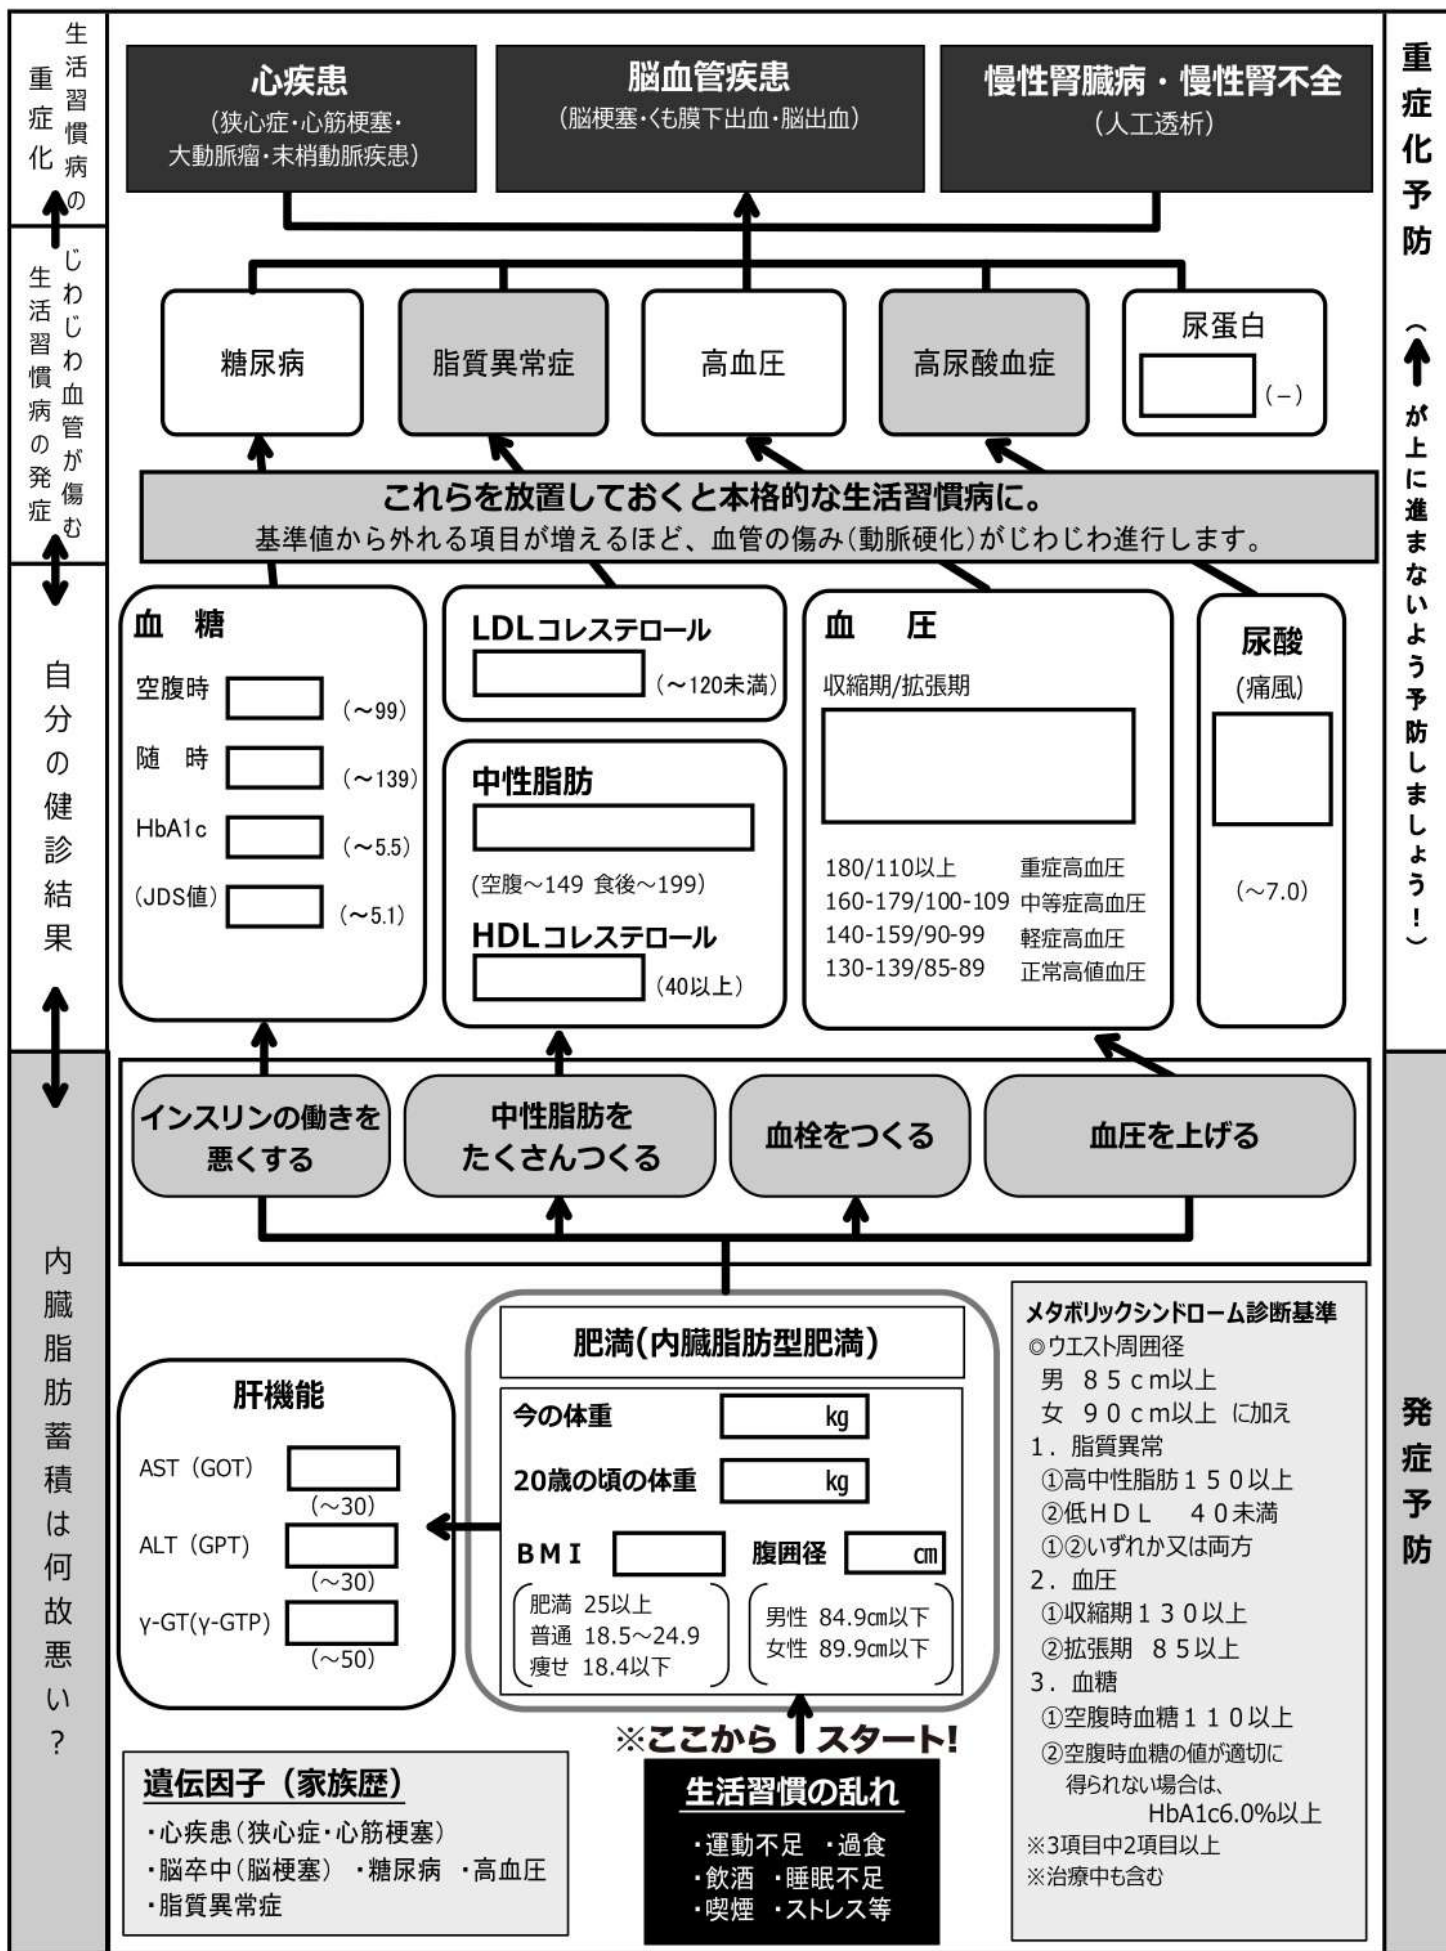 生活習慣病の
重症化
心疾患
(狭心症・心筋梗塞・
大動脈瘤・末梢動脈疾患)
脳血管疾患
(脳梗塞・くも膜下出血・脳出血)
慢性腎臓病・慢性腎不全
(人工透析)
重症化予防
(↑が上に進まないよう予防しましょう！)
じわじわ血管が傷む
生活習慣病の発症
糖尿病
脂質異常症
高血圧
高尿酸血症
尿蛋白
(−)
これらを放置しておくと本格的な生活習慣病に。
基準値から外れる項目が増えるほど、血管の傷み(動脈硬化)がじわじわ進行します。
自分の健診結果
血　糖
空腹時
(～99)
随　時
(～139)
HbA1c
(～5.5)
(JDS値)
(～5.1)
LDLコレステロール
(～120未満)
中性脂肪
(空腹～149 食後～199)
HDLコレステロール
(40以上)
血　圧
収縮期/拡張期
180/110以上　重症高血圧
160-179/100-109 中等症高血圧
140-159/90-99　軽症高血圧
130-139/85-89　正常高値血圧
尿酸
(痛風)
(～7.0)
内臓脂肪蓄積は何故悪い？
インスリンの働きを
悪くする
中性脂肪を
たくさんつくる
血栓をつくる
血圧を上げる
発症予防
肝機能
AST（GOT）
(～30)
ALT（GPT）
(～30)
γ-GT(γ-GTP)
(～50)
肥満(内臓脂肪型肥満)
今の体重　kg
20歳の頃の体重　kg
ＢＭＩ
腹囲径　cm
肥満 25以上
普通 18.5～24.9
痩せ 18.4以下
男性 84.9㎝以下
女性 89.9㎝以下
メタボリックシンドローム診断基準
◎ウエスト周囲径
男　８５ｃｍ以上
女　９０ｃｍ以上 に加え
１．脂質異常
①高中性脂肪１５０以上
②低ＨＤＬ　４０未満
①②いずれか又は両方
２．血圧
①収縮期１３０以上
②拡張期　８５以上
３．血糖
①空腹時血糖１１０以上
②空腹時血糖の値が適切に
得られない場合は、
HbA1c6.0%以上
※3項目中2項目以上
※治療中も含む
※ここから　スタート!
生活習慣の乱れ
・運動不足　・過食
・飲酒　・睡眠不足
・喫煙　・ストレス等
遺伝因子（家族歴）
・心疾患(狭心症・心筋梗塞)
・脳卒中(脳梗塞)　・糖尿病　・高血圧
・脂質異常症